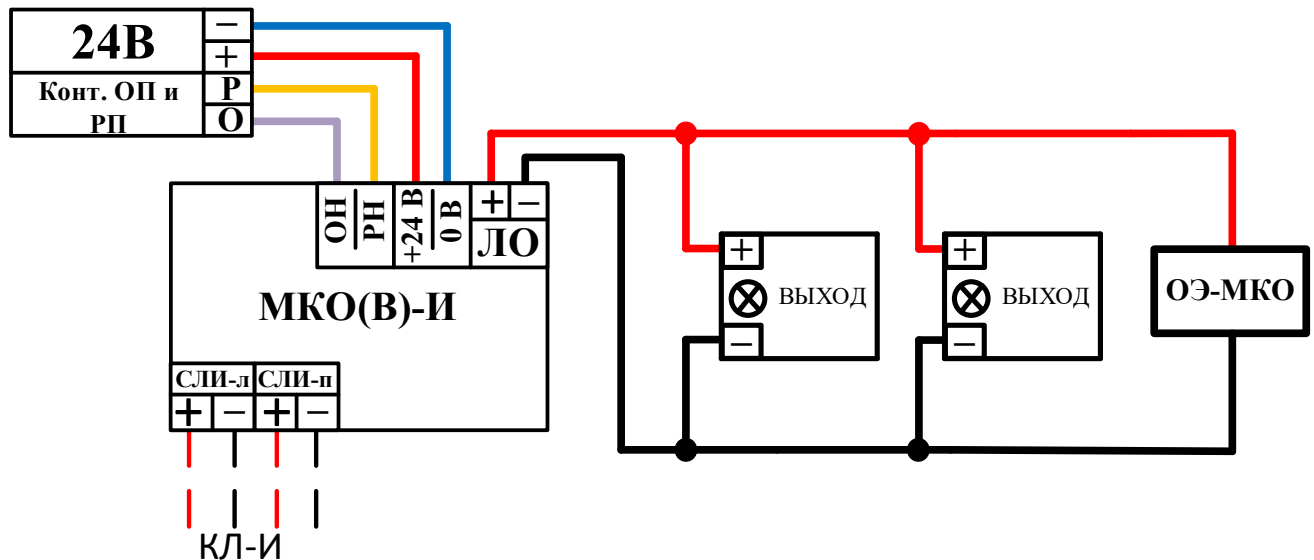 24В
−
+
Конт. ОП и
РП
Р
О
ОН
РН
+24 В
0 В
+
−
ЛО
МКО(В)-И
СЛИ-л
СЛИ-п
+
−
+
−
КЛ-И
+
ВЫХОД
−
+
ВЫХОД
−
ОЭ-МКО